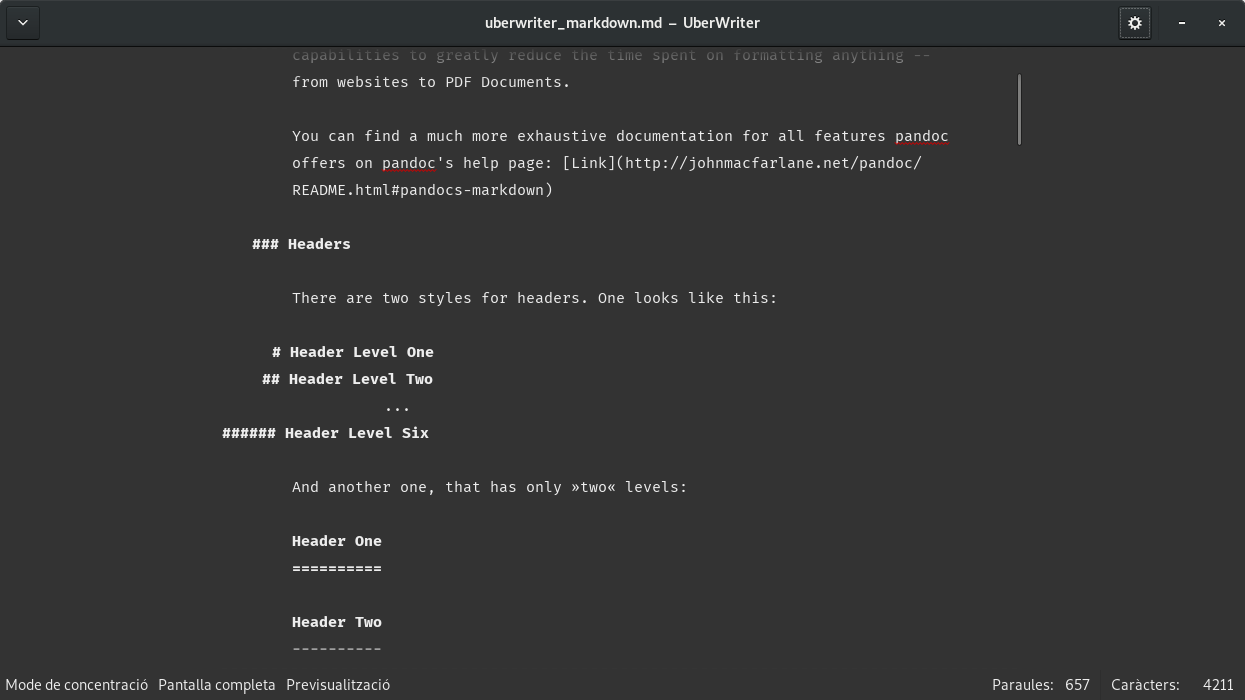 uberwriter_markdown.md – UberWriter
capabilities to greatly reduce the time spent on formatting anything --
from websites to PDF Documents.
You can find a much more exhaustive documentation for all features pandoc
offers on pandoc's help page: [Link](http://johnmacfarlane.net/pandoc/
README.html#pandocs-markdown)
### Headers
There are two styles for headers. One looks like this:
# Header Level One
## Header Level Two
...
###### Header Level Six
And another one, that has only »two« levels:
Header One
==========
Header Two
----------
Mode de concentració Pantalla completa Previsualització Paraules: 657 Caràcters: 4211